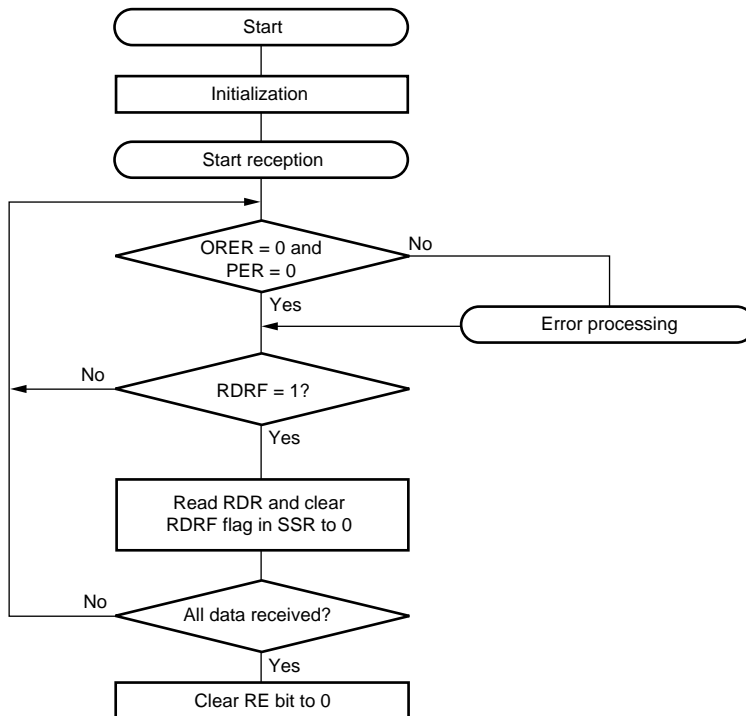 Start
Initialization
Start reception
ORER = 0 and
PER = 0
No
Yes
Error processing
No
RDRF = 1?
Yes
Read RDR and clear
RDRF flag in SSR to 0
No
All data received?
Yes
Clear RE bit to 0